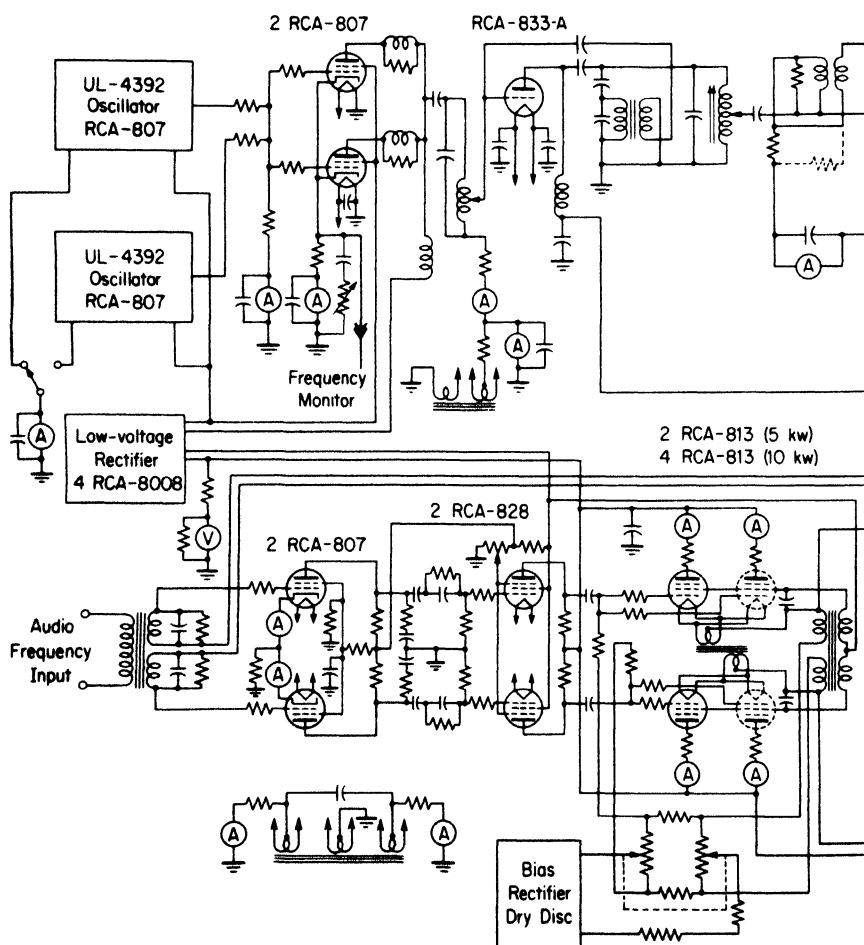 2 RCA-807
RCA-833-A
UL-4392
Oscillator
RCA-807
UL-4392
Oscillator
RCA-807
A
A
A
A
A
Frequency
Monitor
A
Low-voltage
Rectifier
4 RCA-8008
2 RCA-813 (5 kw)
4 RCA-813 (10 kw)
V
2 RCA-807
2 RCA-828
A
A
Audio
Frequency
Input
A
A
A
A
A
A
Bias
Rectifier
Dry Disc